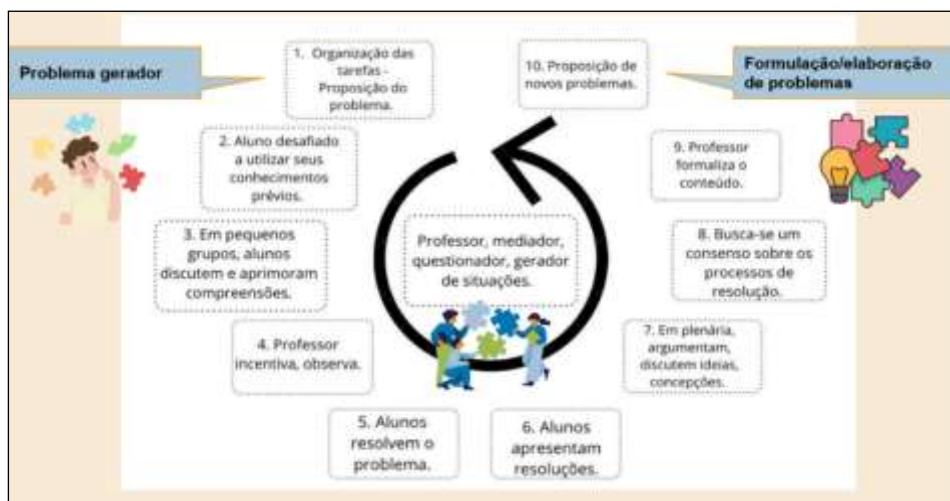 Problema gerador
1. Organização das
tarefas -
Proposição do
problema.
2. Aluno desafiado
a utilizar seus
conhecimentos
prévios.
3. Em pequenos
grupos, alunos
discutem e aprimoram
compreensões.
4. Professor
incentiva, observa.
5. Alunos
resolvem o
problema.
6. Alunos
apresentam
resoluções.
7. Em plenária,
argumentam,
discutem ideias,
concepções.
8. Busca-se um
consenso sobre os
processos de
resolução.
9. Professor
formaliza o
conteúdo.
10. Proposição de
novos problemas.
Formulação/elaboração
de problemas
Professor, mediador,
questionador, gerador
de situações.